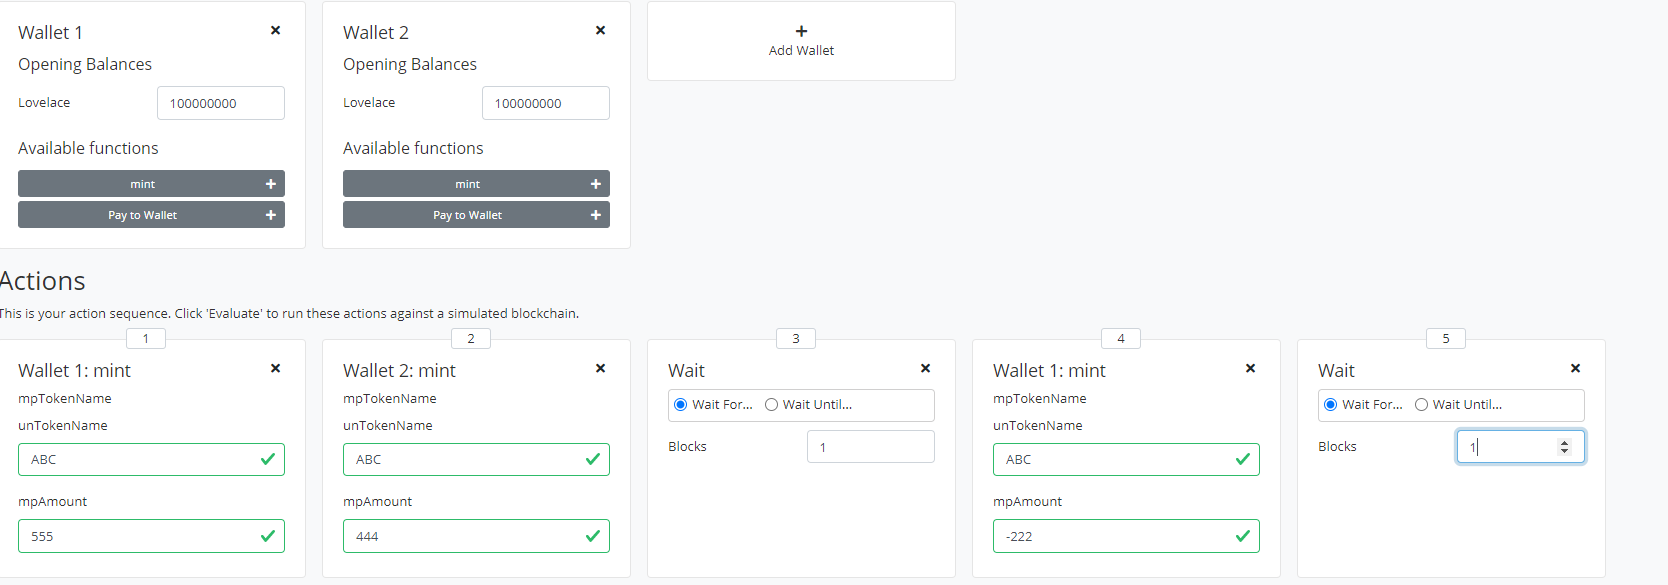 Wallet 1
Opening Balances
Lovelace 100000000
Available functions
mint
Pay to Wallet
Wallet 2
Opening Balances
Lovelace 100000000
Available functions
mint
Pay to Wallet
Add Wallet
Actions
This is your action sequence. Click 'Evaluate' to run these actions against a simulated blockchain.
1
Wallet 1: mint
mpTokenName
unTokenName
ABC
mpAmount
555
2
Wallet 2: mint
mpTokenName
unTokenName
ABC
mpAmount
444
3
Wait
Wait For... Wait Until...
Blocks 1
4
Wallet 1: mint
mpTokenName
unTokenName
ABC
mpAmount
-222
5
Wait
Wait For... Wait Until...
Blocks 1